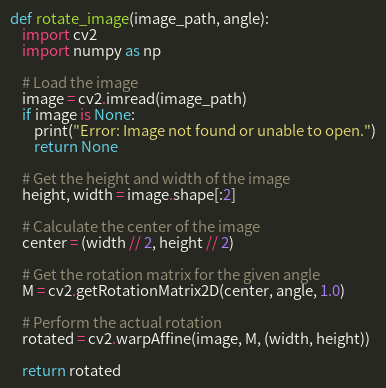 def rotate_image(image_path, angle):
    import cv2
    import numpy as np

    # Load the image
    image = cv2.imread(image_path)
    if image is None:
        print("Error: Image not found or unable to open.")
        return None

    # Get the height and width of the image
    height, width = image.shape[:2]

    # Calculate the center of the image
    center = (width // 2, height // 2)

    # Get the rotation matrix for the given angle
    M = cv2.getRotationMatrix2D(center, angle, 1.0)

    # Perform the actual rotation
    rotated = cv2.warpAffine(image, M, (width, height))

    return rotated